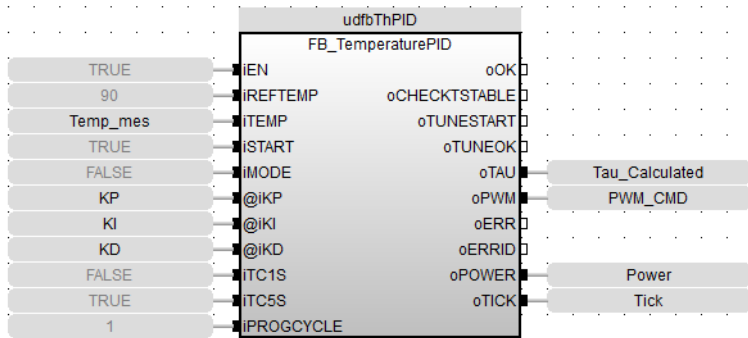 udfbThPID
FB_TemperaturePID
TRUE iEN oOK
90 iREFTEMP oCHECKTSTABLE
Temp_mes iTEMP oTUNESTART
TRUE iSTART oTUNEOK
FALSE iMODE oTAU Tau_Calculated
KP @iKP oPWM PWM_CMD
KI @iKI oERR
KD @iKD oERRID
FALSE iTC1S oPOWER Power
TRUE iTC5S oTICK Tick
1 iPROGCYCLE